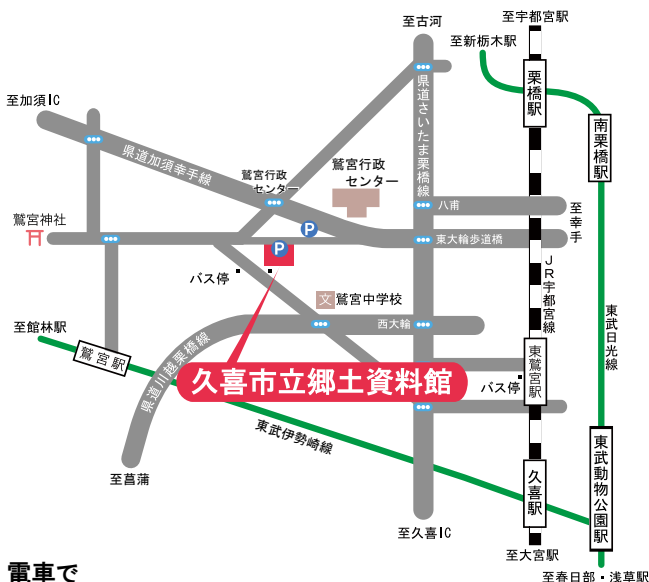 至古河
至宇都宮駅
至新栃木駅
栗橋駅
至加須IC
県道さいたま栗橋線
南栗橋駅
県道加須幸手線
鷲宮行政
センター
鷲宮行政
センター
八甫
至幸手
鷲宮神社
P
東大輪歩道橋
P
バス停
JR宇都宮線
文
鷲宮中学校
西大輪
東武日光線
至館林駅
鷲宮駅
県道川越栗橋線
東鷲宮駅
バス停
久喜市立郷土資料館
東武伊勢崎線
東武動物公園駅
久喜駅
至菖蒲
至久喜IC
至大宮駅
電車で
至春日部・浅草駅